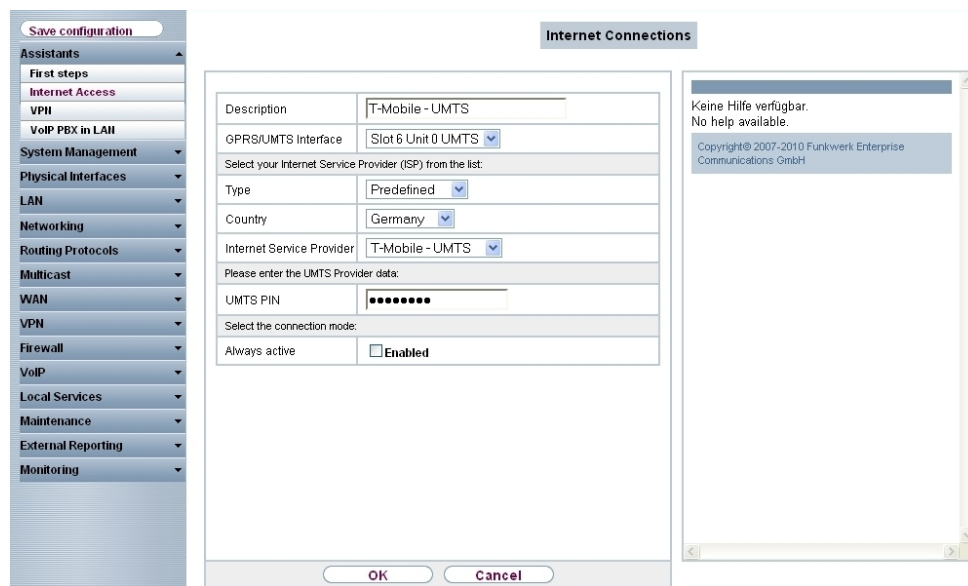 Save configuration
Assistants
First steps
Internet Access
VPN
VoIP PBX in LAN
System Management
Physical Interfaces
LAN
Networking
Routing Protocols
Multicast
WAN
VPN
Firewall
VoIP
Local Services
Maintenance
External Reporting
Monitoring
Internet Connections
Description T-Mobile - UMTS
GPRS/UMTS Interface Slot 6 Unit 0 UMTS
Select your Internet Service Provider (ISP) from the list:
Type Predefined
Country Germany
Internet Service Provider T-Mobile - UMTS
Please enter the UMTS Provider data:
UMTS PIN ●●●●●●●●
Select the connection mode:
Always active Enabled
OK Cancel
Keine Hilfe verfügbar.
No help available.
Copyright© 2007-2010 Funkwerk Enterprise
Communications GmbH